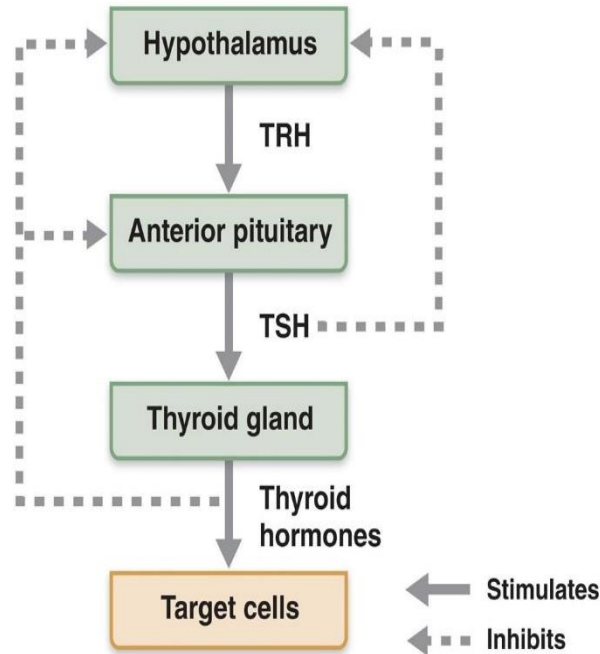 Hypothalamus
TRH
Anterior pituitary
TSH
Thyroid gland
Thyroid
hormones
Target cells
Stimulates
Inhibits